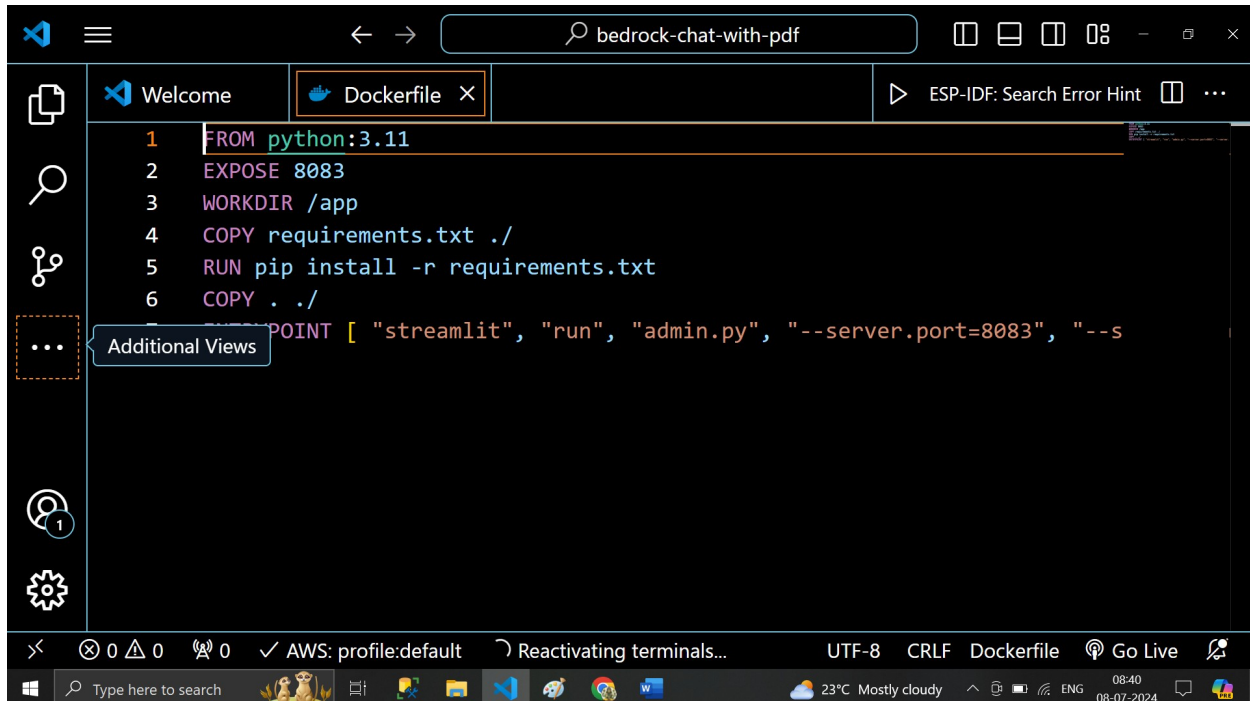 bedrock-chat-with-pdf
Welcome
Dockerfile
ESP-IDF: Search Error Hint
1 FROM python:3.11
2 EXPOSE 8083
3 WORKDIR /app
4 COPY requirements.txt ./
5 RUN pip install -r requirements.txt
6 COPY . ./
[ "streamlit", "run", "admin.py", "--server.port=8083", "--s
Additional Views
1
0 0 0 AWS: profile:default Reactivating terminals... UTF-8 CRLF Dockerfile Go Live
Type here to search 23°C Mostly cloudy ENG 08:40
08-07-2024